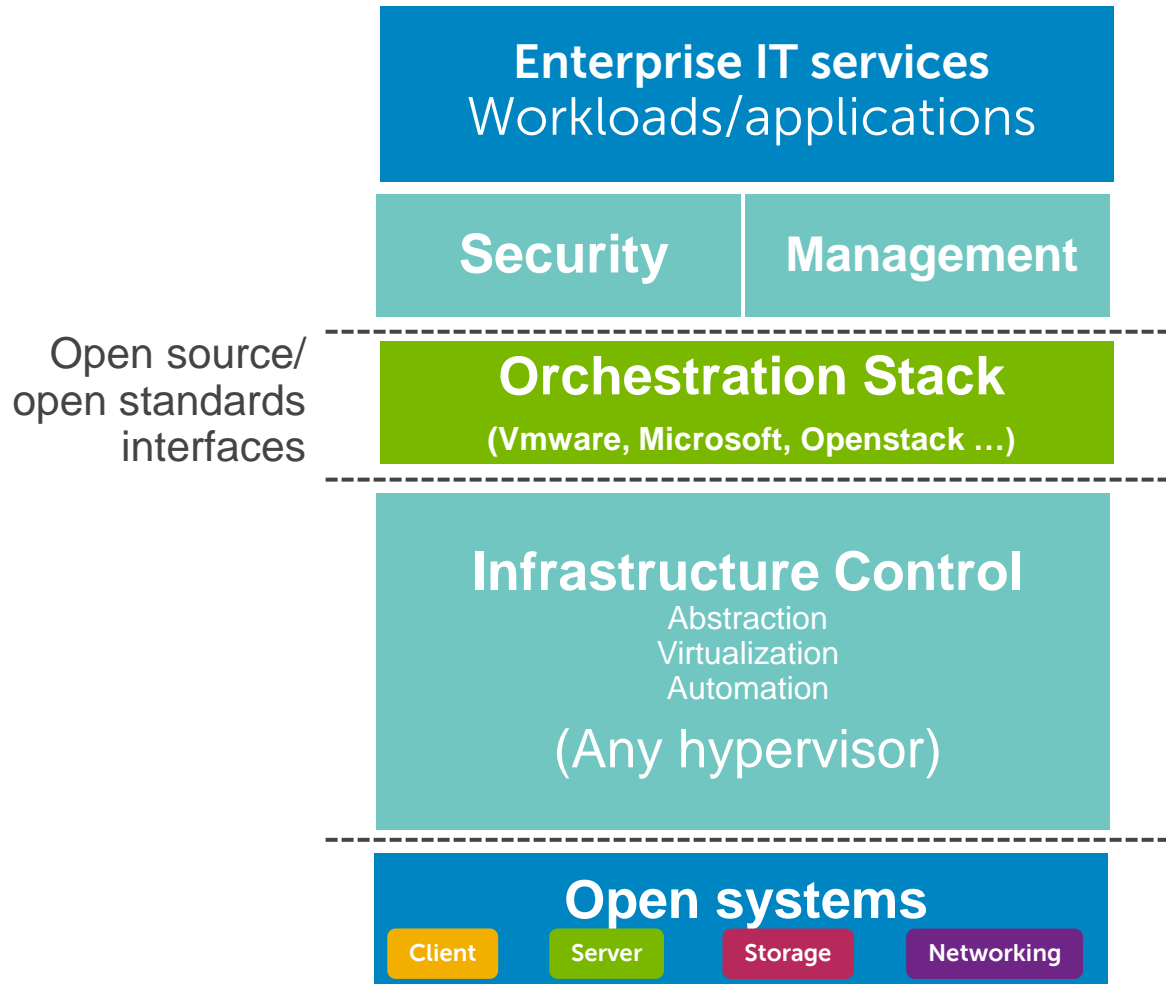 Enterprise IT services
Workloads/applications
Security
Management
Open source/
open standards
interfaces
Orchestration Stack
(Vmware, Microsoft, Openstack ...)
Infrastructure Control
Abstraction
Virtualization
Automation
(Any hypervisor)
Open systems
Client
Server
Storage
Networking